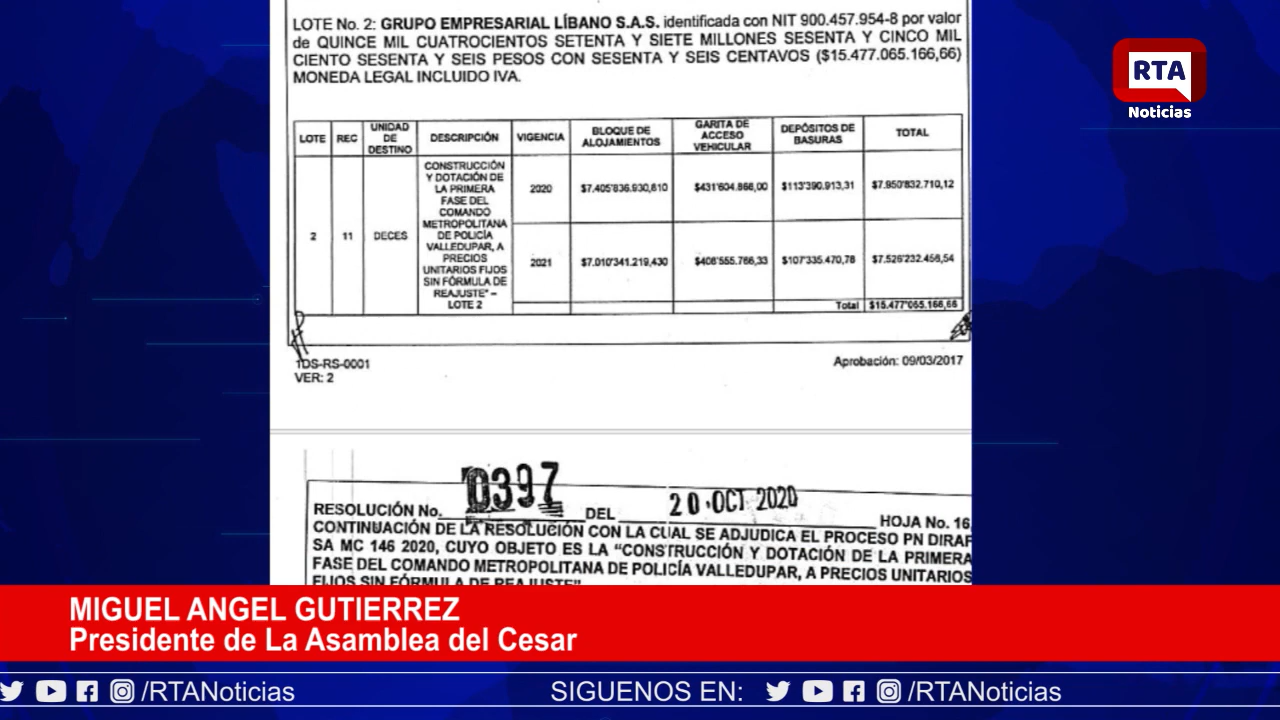 LOTE No. 2: GRUPO EMPRESARIAL LÍBANO S.A.S. identificada con NIT 900.457.954-8 por valor
de QUINCE MIL CUATROCIENTOS SETENTA Y SIETE MILLONES SESENTA Y CINCO MIL
CIENTO SESENTA Y SEIS PESOS CON SESENTA Y SEIS CENTAVOS ($15.477.065.166,66)
MONEDA LEGAL INCLUIDO IVA.
RTA
Noticias
LOTE REC UNIDAD DE DESTINO DESCRIPCIÓN VIGENCIA BLOQUE DE ALOJAMIENTOS GARITA DE ACCESO VEHICULAR DEPÓSITOS DE BASURAS TOTAL
2 11 DECES
CONSTRUCCIÓN
Y DOTACIÓN DE
LA PRIMERA
FASE DEL
COMANDO
METROPOLITANA
DE POLICÍA
VALLEDUPAR, A
PRECIOS
UNITARIOS FIJOS
SIN FÓRMULA DE
REAJUSTE" –
LOTE 2
2020 $7.405'836.930,810 $431'604.866,00 $113'390.913,31 $7.950'832.710,12
2021 $7.010'341.219,430 $408'555.766,33 $107'335.470,78 $7.526'232.456,54
Total $15.477'065.166,66
1DS-RS-0001
VER: 2
Aprobación: 09/03/2017
RESOLUCIÓN No. 0397 DEL 20 OCT 2020 HOJA No. 16
CONTINUACIÓN DE LA RESOLUCIÓN CON LA CUAL SE ADJUDICA EL PROCESO PN DIRAF
SA MC 146 2020, CUYO OBJETO ES LA "CONSTRUCCIÓN Y DOTACIÓN DE LA PRIMERA
FASE DEL COMANDO METROPOLITANA DE POLICÍA VALLEDUPAR, A PRECIOS UNITARIOS
FIJOS SIN FÓRMULA DE REAJUSTE"
MIGUEL ANGEL GUTIERREZ
Presidente de La Asamblea del Cesar
/RTANoticias SIGUENOS EN: /RTANoticias